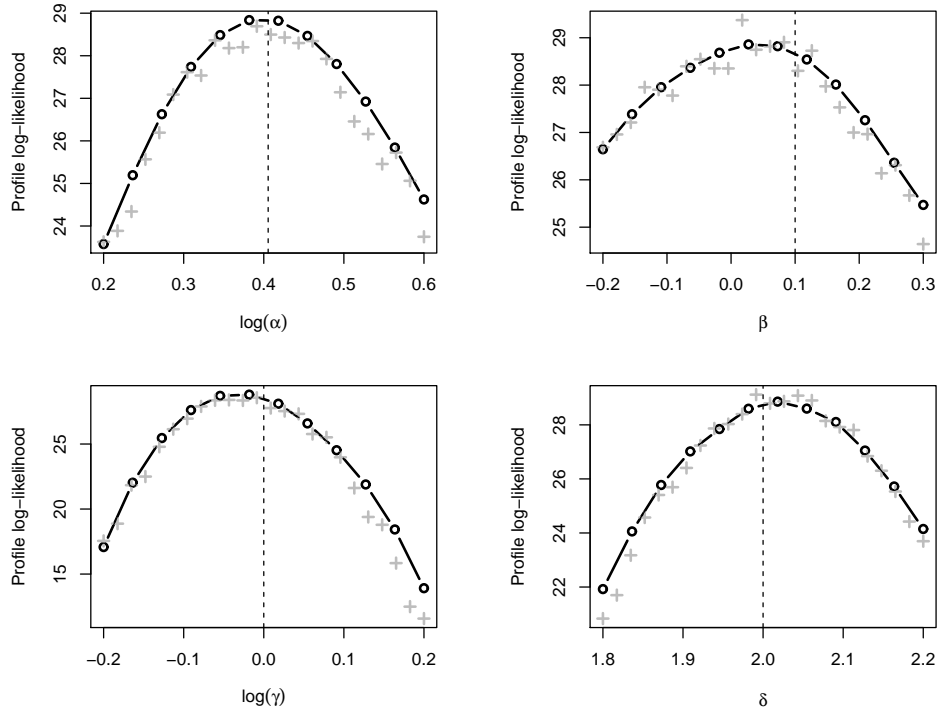 Profile log−likelihood
29
28
27
26
25
24
0.2 0.3 0.4 0.5 0.6
log(α)
Profile log−likelihood
29
28
27
26
25
−0.2 −0.1 0.0 0.1 0.2 0.3
β
Profile log−likelihood
25
20
15
−0.2 −0.1 0.0 0.1 0.2
log(γ)
Profile log−likelihood
28
26
24
22
1.8 1.9 2.0 2.1 2.2
δ